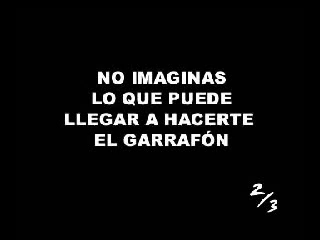 NO IMAGINAS
LO QUE PUEDE
LLEGAR A HACERTE
EL GARRAFÓN
2/3